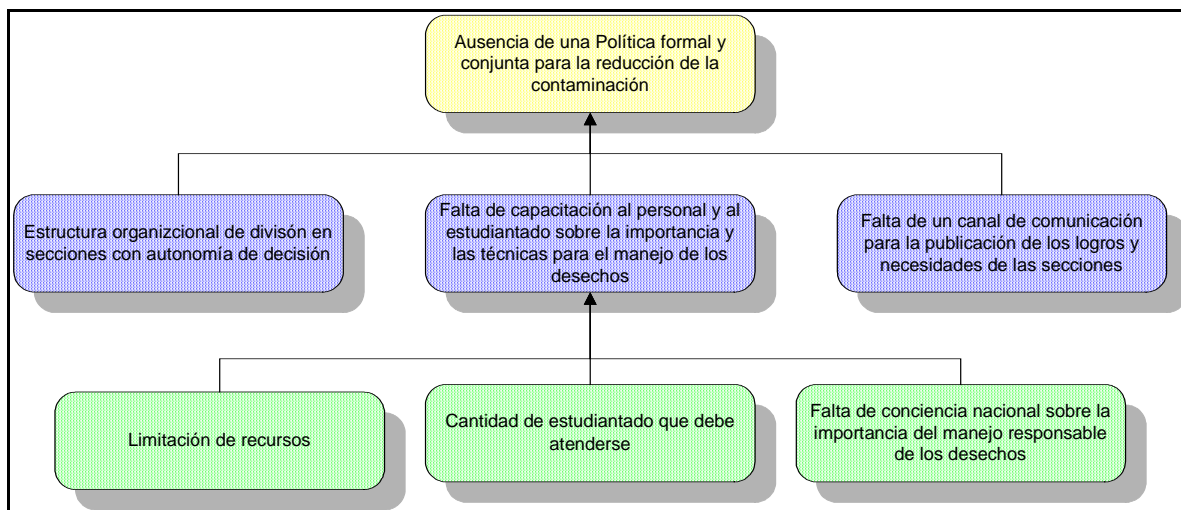 Ausencia de una Política formal y
conjunta para la reducción de la
contaminación
Estructura organizcional de divisón en
secciones con autonomía de decisión
Falta de capacitación al personal y al
estudiantado sobre la importancia y
las técnicas para el manejo de los
desechos
Falta de un canal de comunicación
para la publicación de los logros y
necesidades de las secciones
Limitación de recursos
Cantidad de estudiantado que debe
atenderse
Falta de conciencia nacional sobre la
importancia del manejo responsable
de los desechos